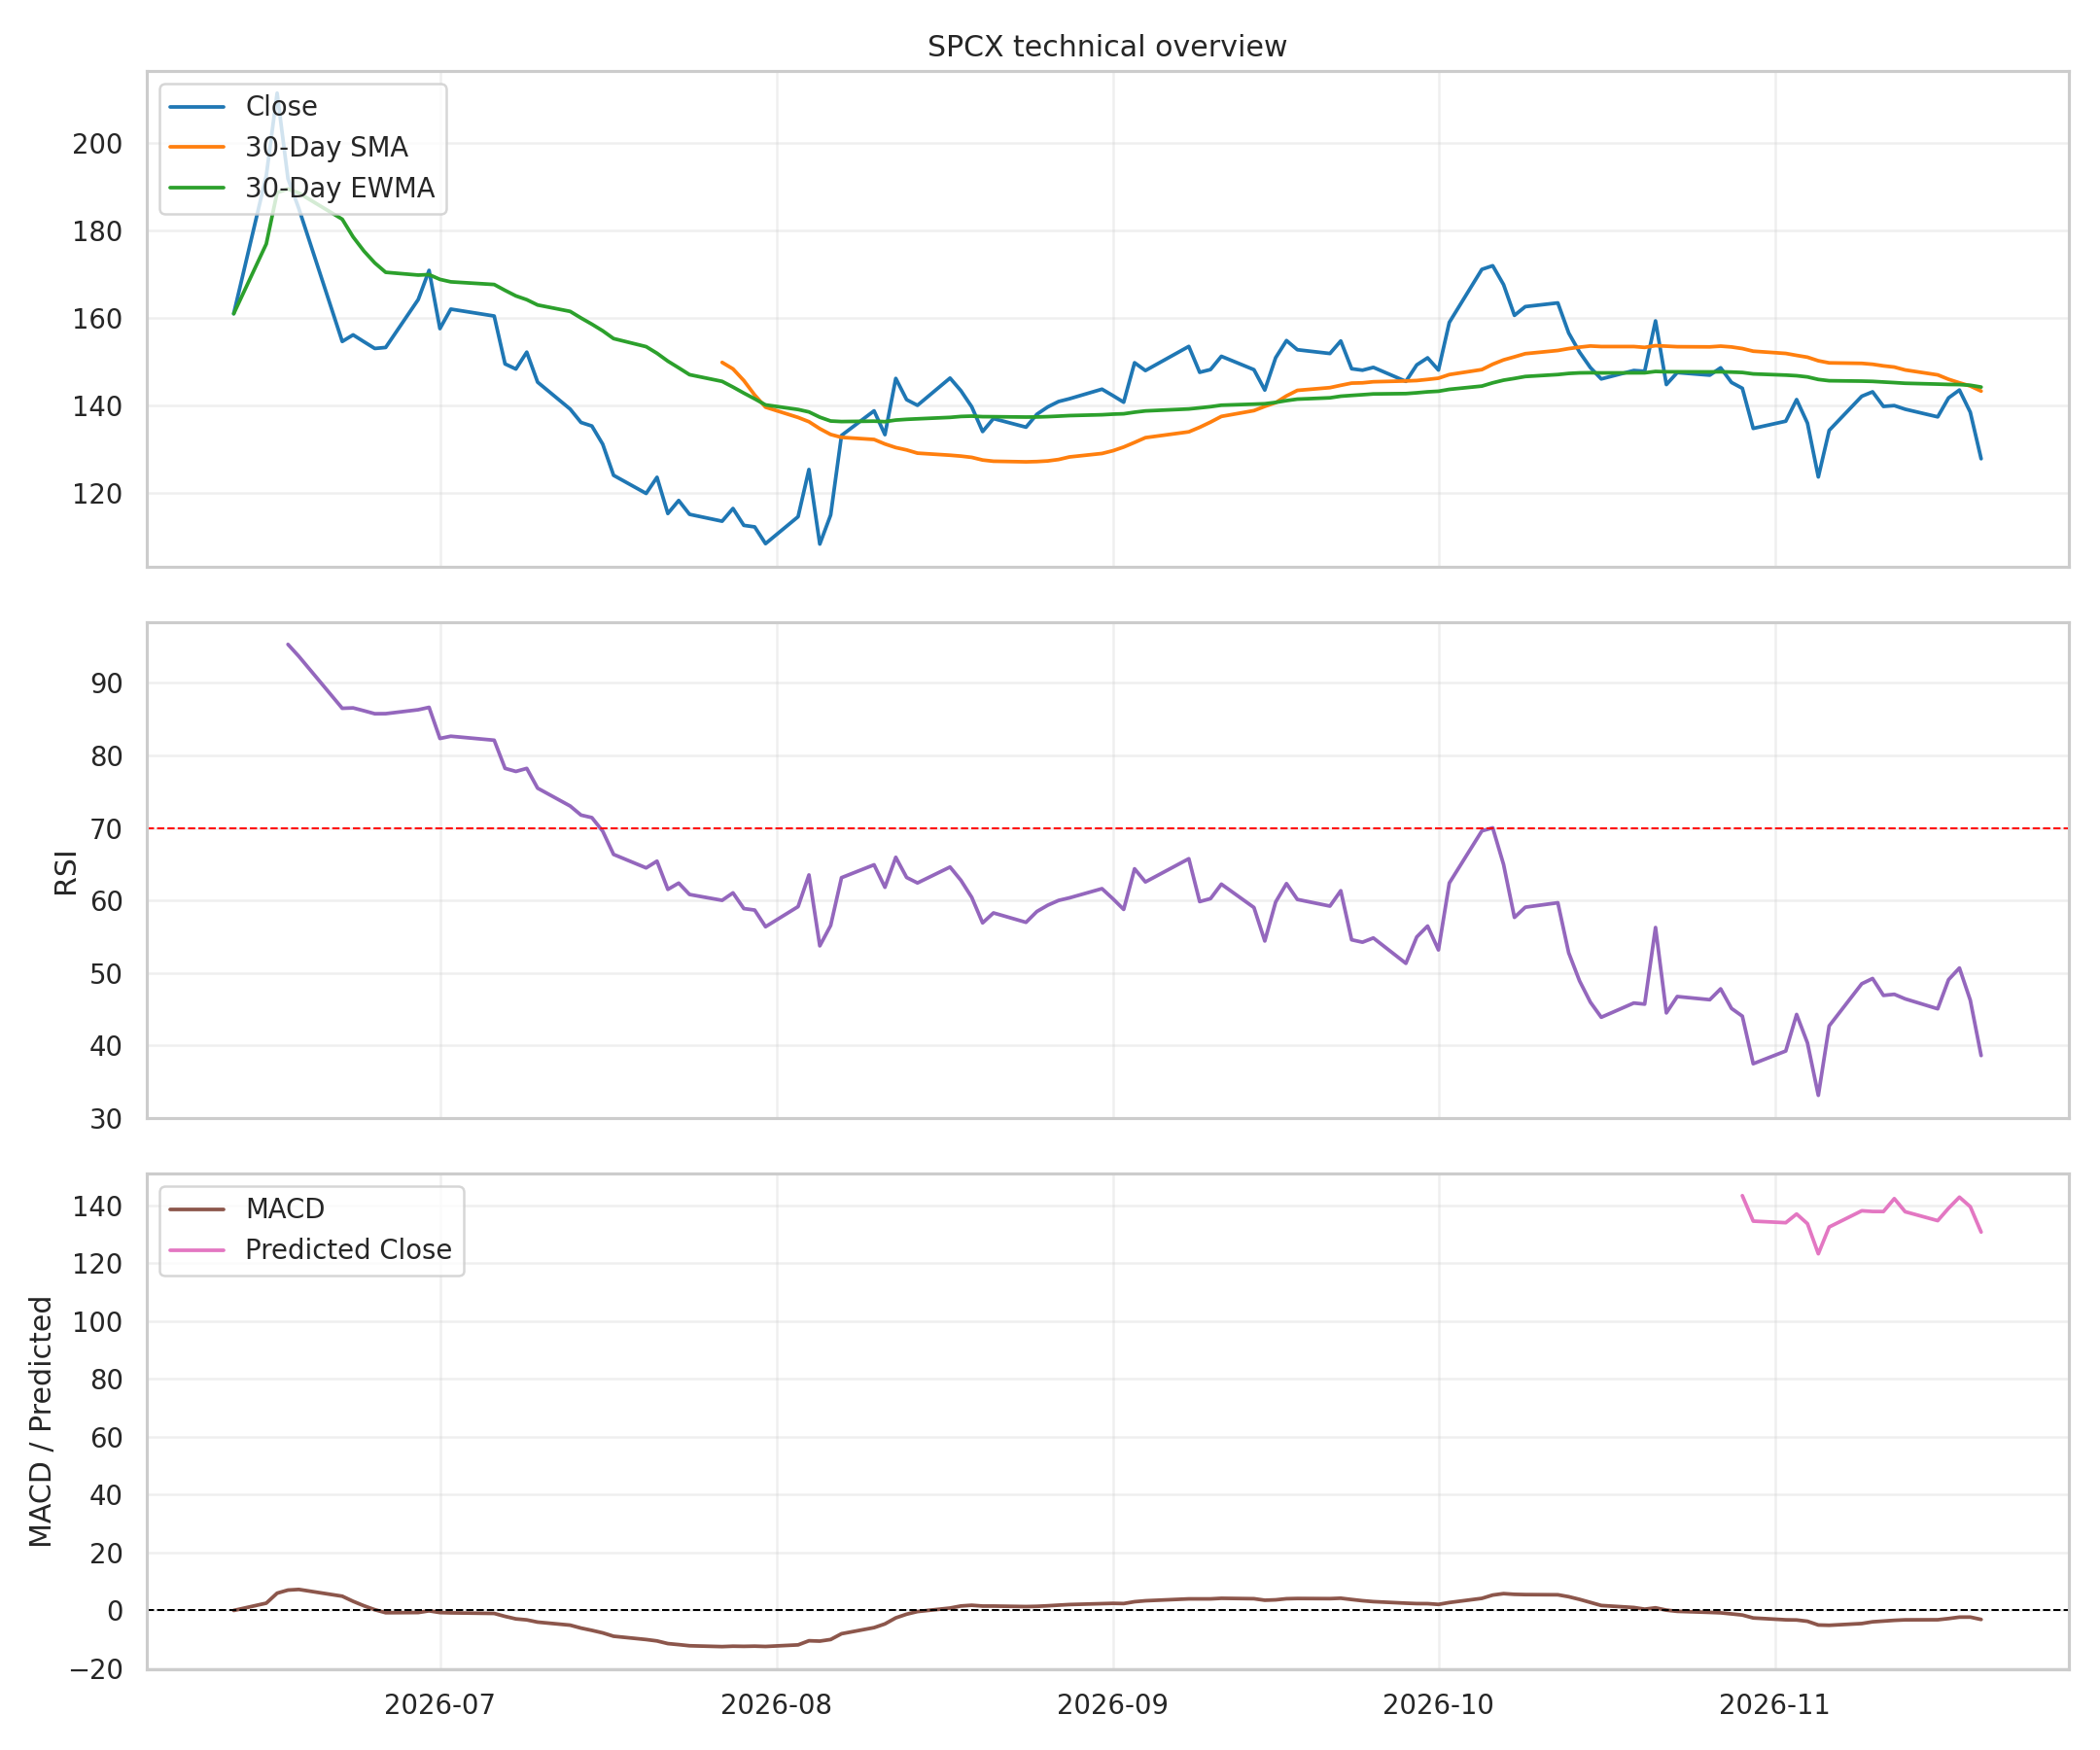 SPCX technical overview
Close
30-Day SMA
30-Day EWMA
200
180
160
140
120
RSI
90
80
70
60
50
40
30
MACD / Predicted
MACD
Predicted Close
140
120
100
80
60
40
20
0
−20
2026-07 2026-08 2026-09 2026-10 2026-11